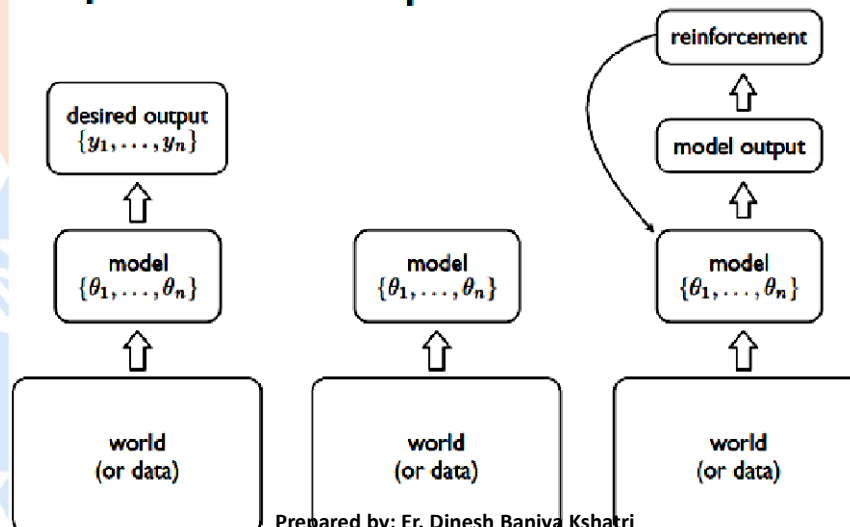 desired output
{y₁, . . . , yₙ}
model
{θ₁, . . . , θₙ}
world
(or data)
model
{θ₁, . . . , θₙ}
world
(or data)
reinforcement
model output
model
{θ₁, . . . , θₙ}
world
(or data)
Prepared by: Er. Dinesh Baniya Kshatri